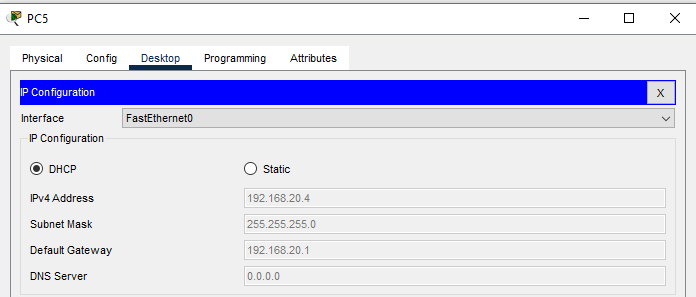 PC5
Physical Config Desktop Programming Attributes
IP Configuration X
Interface FastEthernet0
IP Configuration
DHCP Static
IPv4 Address 192.168.20.4
Subnet Mask 255.255.255.0
Default Gateway 192.168.20.1
DNS Server 0.0.0.0